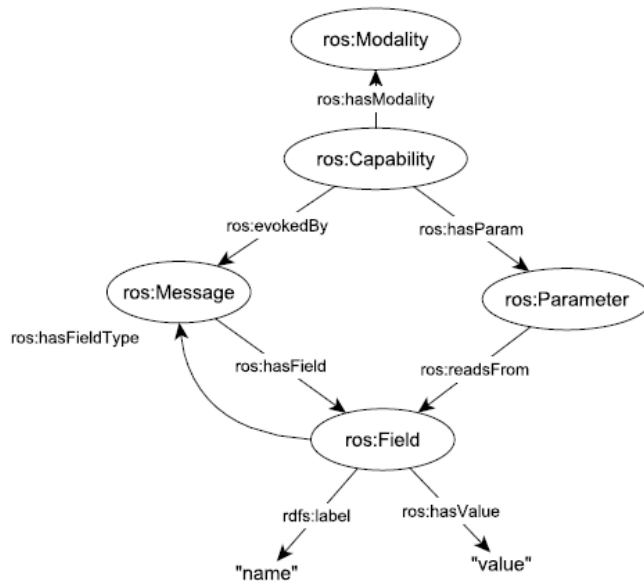 ros:Modality
ros:hasModality
ros:Capability
ros:evokedBy
ros:hasParam
ros:Message
ros:Parameter
ros:hasFieldType
ros:hasField
ros:readsFrom
ros:Field
rdfs:label
ros:hasValue
"name"
"value"